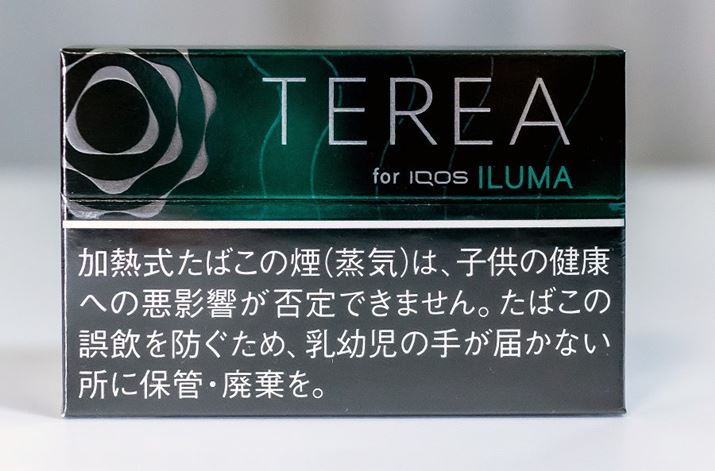 TEREA
for IQOS ILUMA
加熱式たばこの煙(蒸気)は、子供の健康
への悪影響が否定できません。たばこの
誤飲を防ぐため、乳幼児の手が届かない
所に保管・廃棄を。